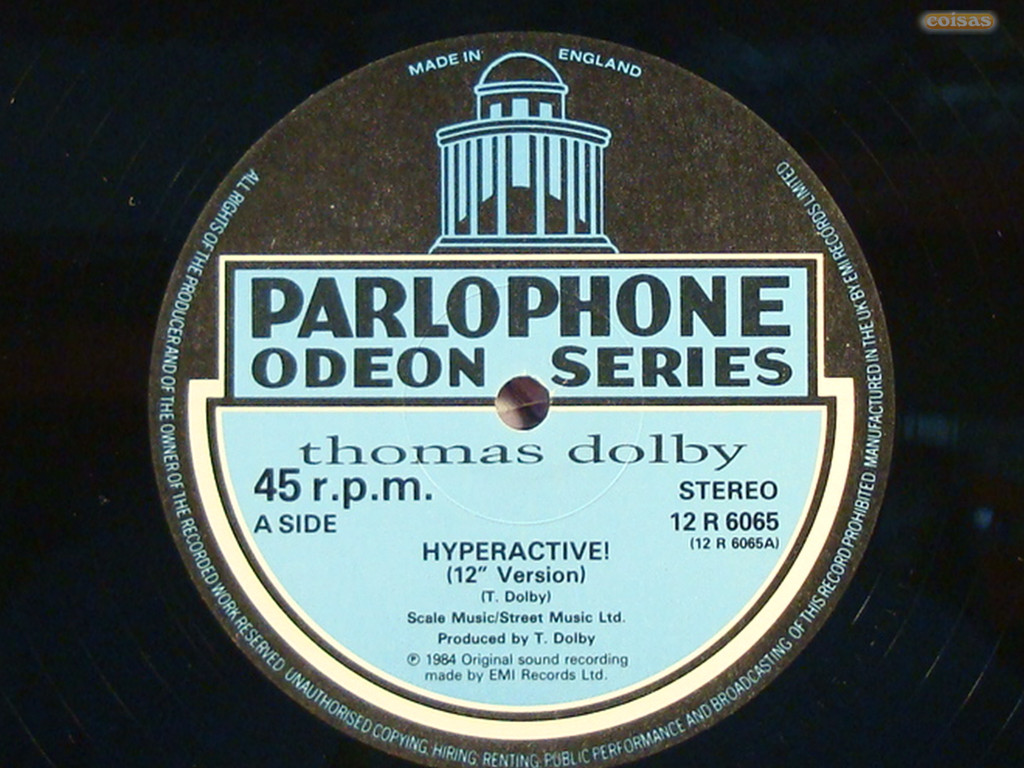 coisas
MADE IN ENGLAND
PARLOPHONE
ODEON SERIES
thomas dolby
45 r.p.m.
A SIDE
STEREO
12 R 6065
(12 R 6065A)
HYPERACTIVE!
(12” Version)
(T. Dolby)
Scale Music/Street Music Ltd.
Produced by T. Dolby
℗ 1984 Original sound recording
made by EMI Records Ltd.
ALL RIGHTS OF THE PRODUCER AND OF THE OWNER OF THE RECORDED WORK RESERVED. UNAUTHORISED COPYING, HIRING, RENTING, PUBLIC PERFORMANCE AND BROADCASTING OF THIS RECORD PROHIBITED. MANUFACTURED IN THE UK BY EMI RECORDS LIMITED